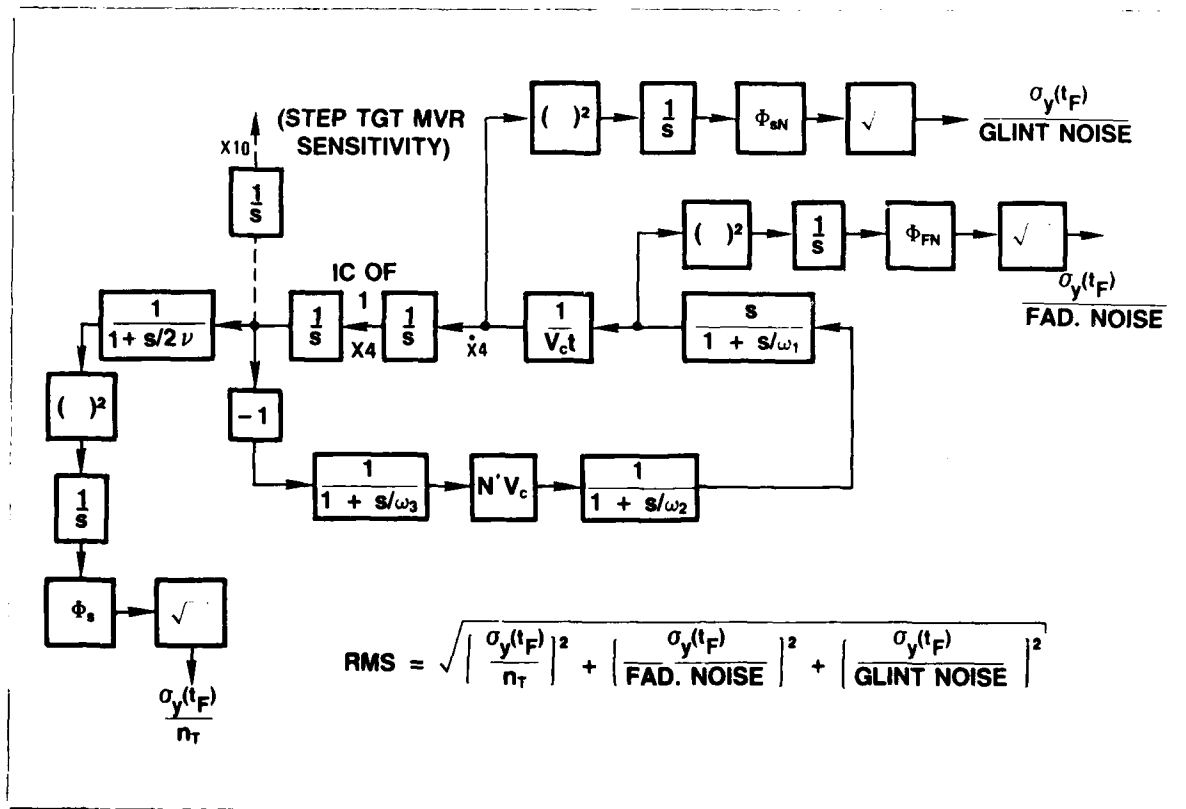 (STEP TGT MVR
SENSITIVITY)
X10
1/s
( )²
1/s
Φ_sN
√
σ_y(t_F)
GLINT NOISE
( )²
1/s
Φ_FN
√
σ_y(t_F)
FAD. NOISE
1/(1 + s/2ν)
1/s
IC OF
1
X4
1/s
Ẋ4
1/(V_c t)
s/(1 + s/ω₁)
( )²
-1
1/(1 + s/ω₃)
N'V_c
1/(1 + s/ω₂)
1/s
Φ_s
√
σ_y(t_F)
n_T
RMS = √([σ_y(t_F)/n_T]² + [σ_y(t_F)/FAD. NOISE]² + [σ_y(t_F)/GLINT NOISE]²)